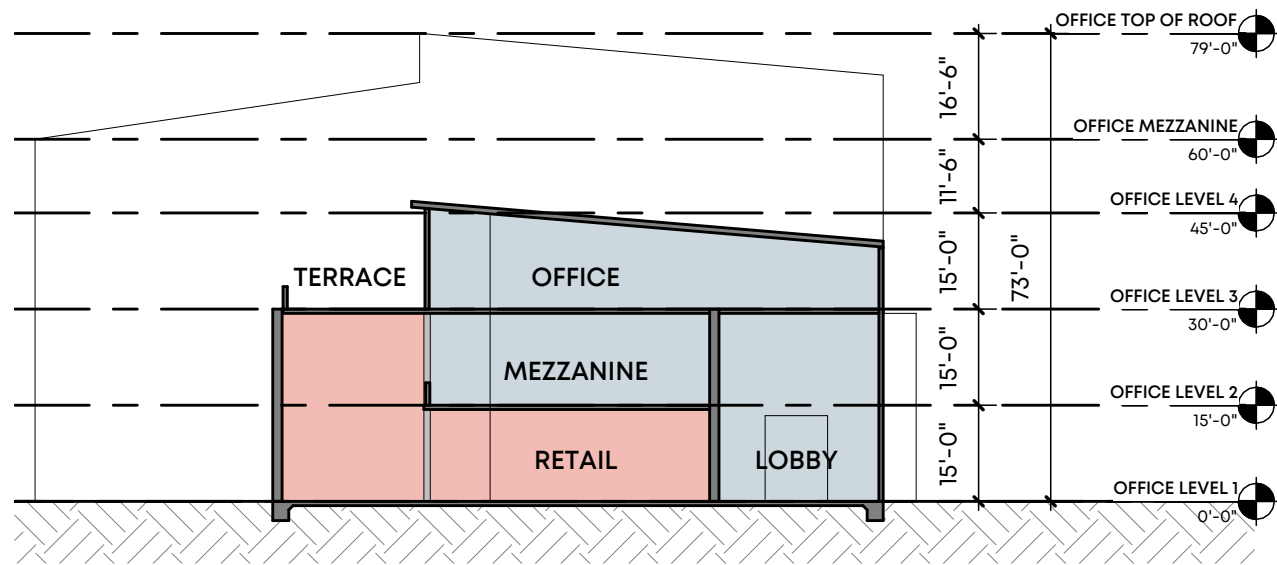 OFFICE TOP OF ROOF
79'-0"
16'-6"
OFFICE MEZZANINE
60'-0"
11'-6"
OFFICE LEVEL 4
45'-0"
15'-0"
73'-0"
TERRACE
OFFICE
OFFICE LEVEL 3
30'-0"
15'-0"
MEZZANINE
OFFICE LEVEL 2
15'-0"
15'-0"
RETAIL
LOBBY
OFFICE LEVEL 1
0'-0"